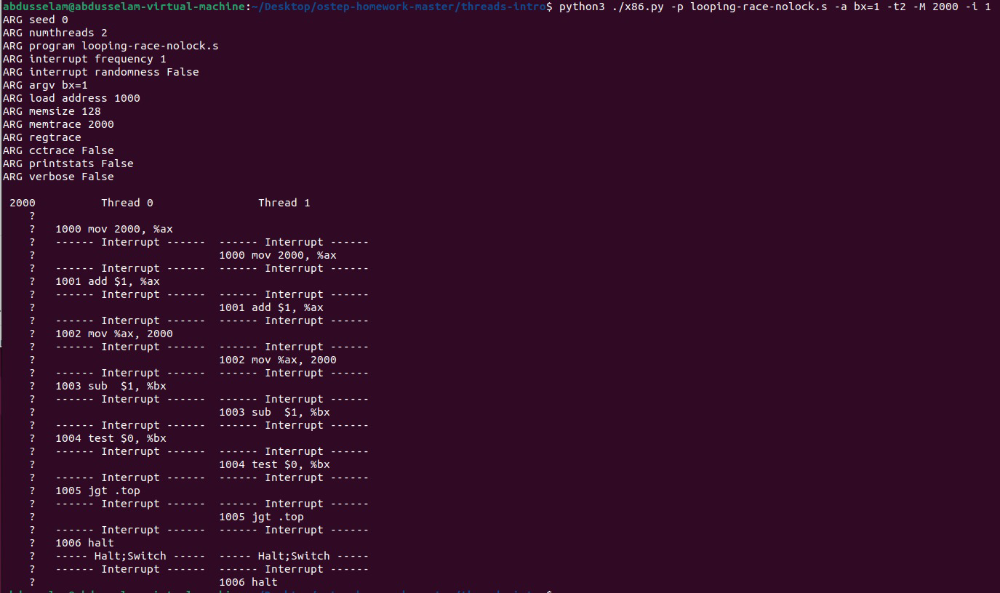 abdusselam@abdusselam-virtual-machine:~/Desktop/ostep-homework-master/threads-intro$ python3 ./x86.py -p looping-race-nolock.s -a bx=1 -t2 -M 2000 -i 1
ARG seed 0
ARG numthreads 2
ARG program looping-race-nolock.s
ARG interrupt frequency 1
ARG interrupt randomness False
ARG argv bx=1
ARG load address 1000
ARG memsize 128
ARG memtrace 2000
ARG regtrace
ARG cctrace False
ARG printstats False
ARG verbose False
 2000          Thread 0                Thread 1
    ?
    ?   1000 mov 2000, %ax
    ?   ------ Interrupt ------  ------ Interrupt ------
    ?                            1000 mov 2000, %ax
    ?   ------ Interrupt ------  ------ Interrupt ------
    ?   1001 add $1, %ax
    ?   ------ Interrupt ------  ------ Interrupt ------
    ?                            1001 add $1, %ax
    ?   ------ Interrupt ------  ------ Interrupt ------
    ?   1002 mov %ax, 2000
    ?   ------ Interrupt ------  ------ Interrupt ------
    ?                            1002 mov %ax, 2000
    ?   ------ Interrupt ------  ------ Interrupt ------
    ?   1003 sub  $1, %bx
    ?   ------ Interrupt ------  ------ Interrupt ------
    ?                            1003 sub  $1, %bx
    ?   ------ Interrupt ------  ------ Interrupt ------
    ?   1004 test $0, %bx
    ?   ------ Interrupt ------  ------ Interrupt ------
    ?                            1004 test $0, %bx
    ?   ------ Interrupt ------  ------ Interrupt ------
    ?   1005 jgt .top
    ?   ------ Interrupt ------  ------ Interrupt ------
    ?                            1005 jgt .top
    ?   ------ Interrupt ------  ------ Interrupt ------
    ?   1006 halt
    ?   ----- Halt;Switch -----  ----- Halt;Switch -----
    ?   ------ Interrupt ------  ------ Interrupt ------
    ?                            1006 halt